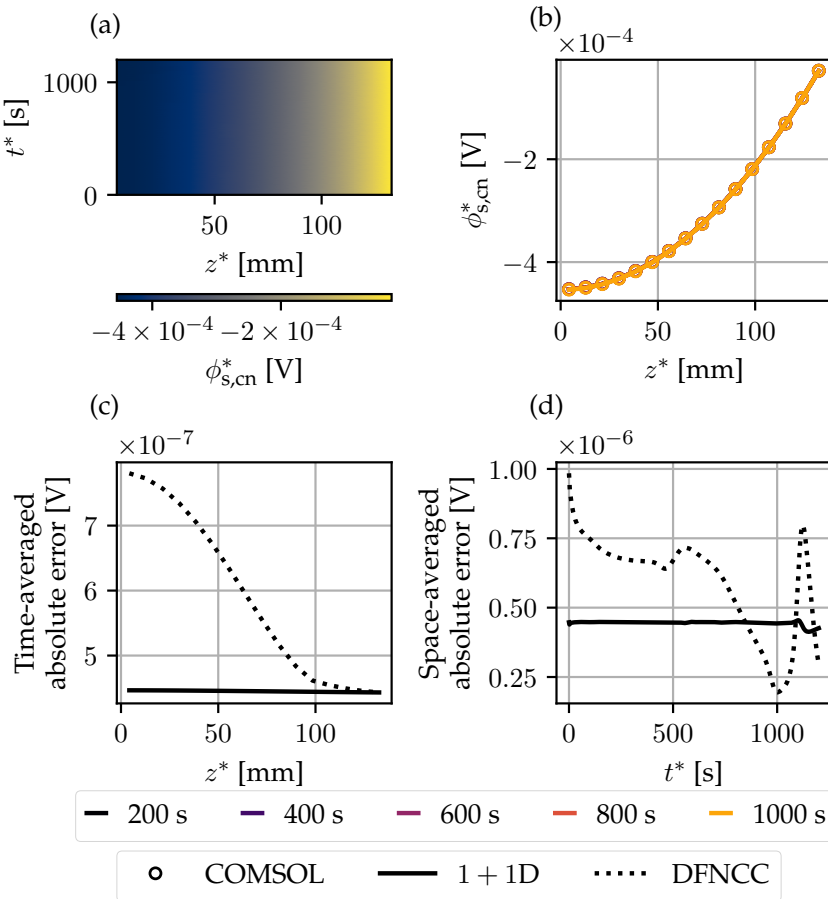 (a)
1000
0
t* [s]
50 100
z* [mm]
−4 × 10⁻⁴ −2 × 10⁻⁴
ϕ*s,cn [V]
(b)
×10⁻⁴
−2
−4
ϕ*s,cn [V]
0 50 100
z* [mm]
(c)
×10⁻⁷
7
6
5
Time-averaged
absolute error [V]
0 50 100
z* [mm]
(d)
×10⁻⁶
1.00
0.75
0.50
0.25
Space-averaged
absolute error [V]
0 500 1000
t* [s]
200 s 400 s 600 s 800 s 1000 s
COMSOL 1 + 1D DFNCC